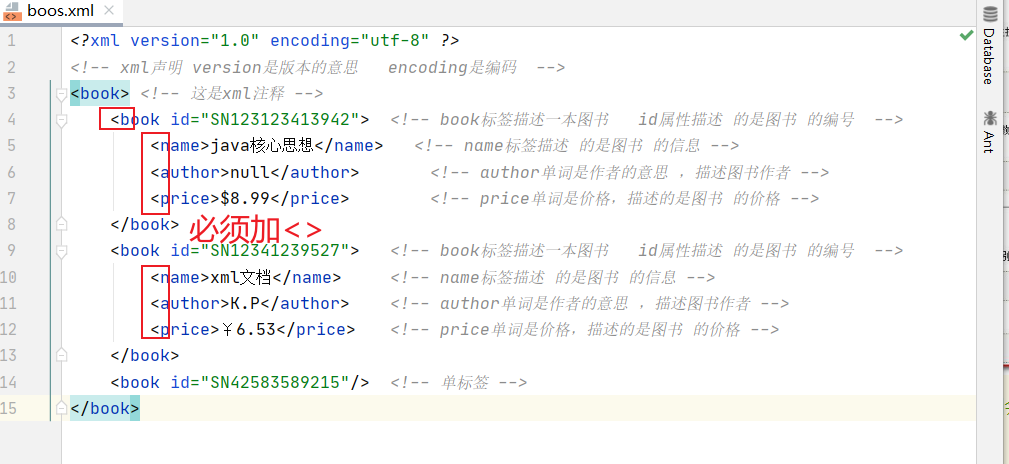 boos.xml
1 <?xml version="1.0" encoding="utf-8" ?>
2 <!-- xml声明 version是版本的意思   encoding是编码  -->
3 <book> <!-- 这是xml注释 -->
4 <book id="SN123123413942">  <!-- book标签描述一本图书   id属性描述 的是图书 的编号  -->
5 <name>java核心思想</name>   <!-- name标签描述 的是图书 的信息 -->
6 <author>null</author>       <!-- author单词是作者的意思 ，描述图书作者 -->
7 <price>$8.99</price>        <!-- price单词是价格，描述的是图书 的价格 -->
8 </book>
必须加<>
9 <book id="SN12341239527">   <!-- book标签描述一本图书   id属性描述 的是图书 的编号  -->
10 <name>xml文档</name>     <!-- name标签描述 的是图书 的信息 -->
11 <author>K.P</author>    <!-- author单词是作者的意思 ，描述图书作者 -->
12 <price>￥6.53</price>   <!-- price单词是价格，描述的是图书 的价格 -->
13 </book>
14 <book id="SN42583589215"/>  <!-- 单标签 -->
15 </book>
Database
Ant